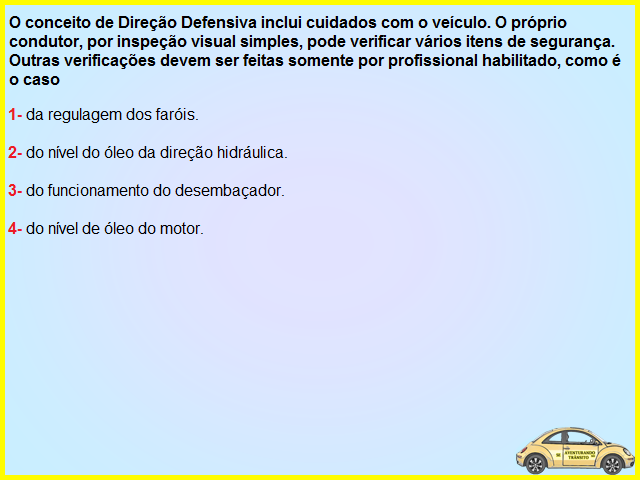 O conceito de Direção Defensiva inclui cuidados com o veículo. O próprio
condutor, por inspeção visual simples, pode verificar vários itens de segurança.
Outras verificações devem ser feitas somente por profissional habilitado, como é
o caso
1- da regulagem dos faróis.
2- do nível do óleo da direção hidráulica.
3- do funcionamento do desembaçador.
4- do nível de óleo do motor.
AVENTURANDO
TRÂNSITO